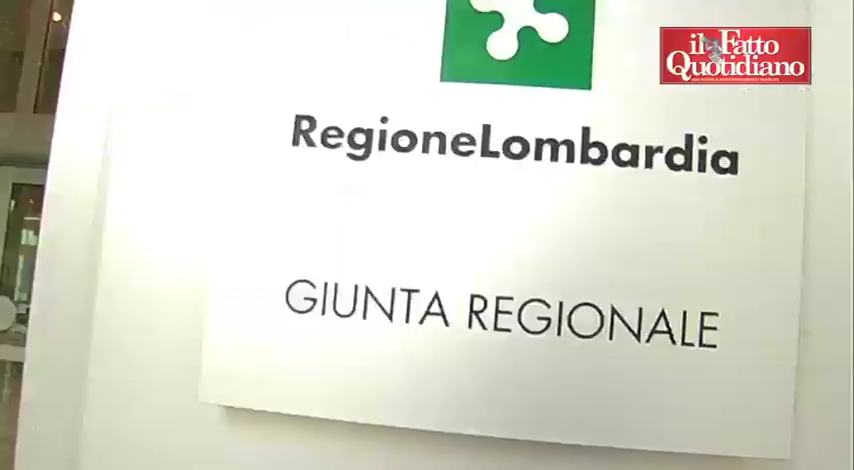 il Fatto
Quotidiano
RegioneLombardia
GIUNTA REGIONALE